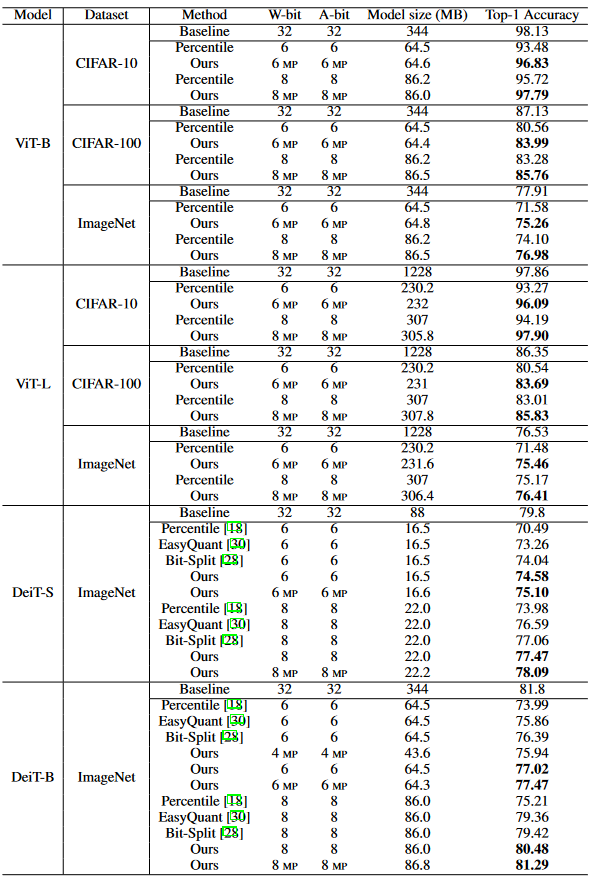 Model Dataset Method W-bit A-bit Model size (MB) Top-1 Accuracy
Baseline 32 32 344 98.13
Percentile 6 6 64.5 93.48
CIFAR-10 Ours 6 MP 6 MP 64.6 96.83
Percentile 8 8 86.2 95.72
Ours 8 MP 8 MP 86.0 97.79
Baseline 32 32 344 87.13
Percentile 6 6 64.5 80.56
ViT-B CIFAR-100 Ours 6 MP 6 MP 64.4 83.99
Percentile 8 8 86.2 83.28
Ours 8 MP 8 MP 86.5 85.76
Baseline 32 32 344 77.91
Percentile 6 6 64.5 71.58
ImageNet Ours 6 MP 6 MP 64.8 75.26
Percentile 8 8 86.2 74.10
Ours 8 MP 8 MP 86.5 76.98
Baseline 32 32 1228 97.86
Percentile 6 6 230.2 93.27
CIFAR-10 Ours 6 MP 6 MP 232 96.09
Percentile 8 8 307 94.19
Ours 8 MP 8 MP 305.8 97.90
Baseline 32 32 1228 86.35
Percentile 6 6 230.2 80.54
ViT-L CIFAR-100 Ours 6 MP 6 MP 231 83.69
Percentile 8 8 307 83.01
Ours 8 MP 8 MP 307.8 85.83
Baseline 32 32 1228 76.53
Percentile 6 6 230.2 71.48
ImageNet Ours 6 MP 6 MP 231.6 75.46
Percentile 8 8 307 75.17
Ours 8 MP 8 MP 306.4 76.41
Baseline 32 32 88 79.8
Percentile [18] 6 6 16.5 70.49
EasyQuant [30] 6 6 16.5 73.26
Bit-Split [28] 6 6 16.5 74.04
Ours 6 6 16.5 74.58
DeiT-S ImageNet Ours 6 MP 6 MP 16.6 75.10
Percentile [18] 8 8 22.0 73.98
EasyQuant [30] 8 8 22.0 76.59
Bit-Split [28] 8 8 22.0 77.06
Ours 8 8 22.0 77.47
Ours 8 MP 8 MP 22.2 78.09
Baseline 32 32 344 81.8
Percentile [18] 6 6 64.5 73.99
EasyQuant [30] 6 6 64.5 75.86
Bit-Split [28] 6 6 64.5 76.39
Ours 4 MP 4 MP 43.6 75.94
DeiT-B ImageNet Ours 6 6 64.5 77.02
Ours 6 MP 6 MP 64.3 77.47
Percentile [18] 8 8 86.0 75.21
EasyQuant [30] 8 8 86.0 79.36
Bit-Split [28] 8 8 86.0 79.42
Ours 8 8 86.0 80.48
Ours 8 MP 8 MP 86.8 81.29